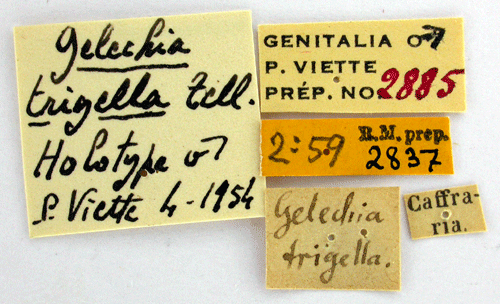 Gelechia
trigella Zell.
Holotype ♂
P. Viette 4-1954
GENITALIA ♂
P. VIETTE
PRÉP. NO 2885
2:59 R.M. prep.
2837
Gelechia
trigella.
Caffra-
ria.